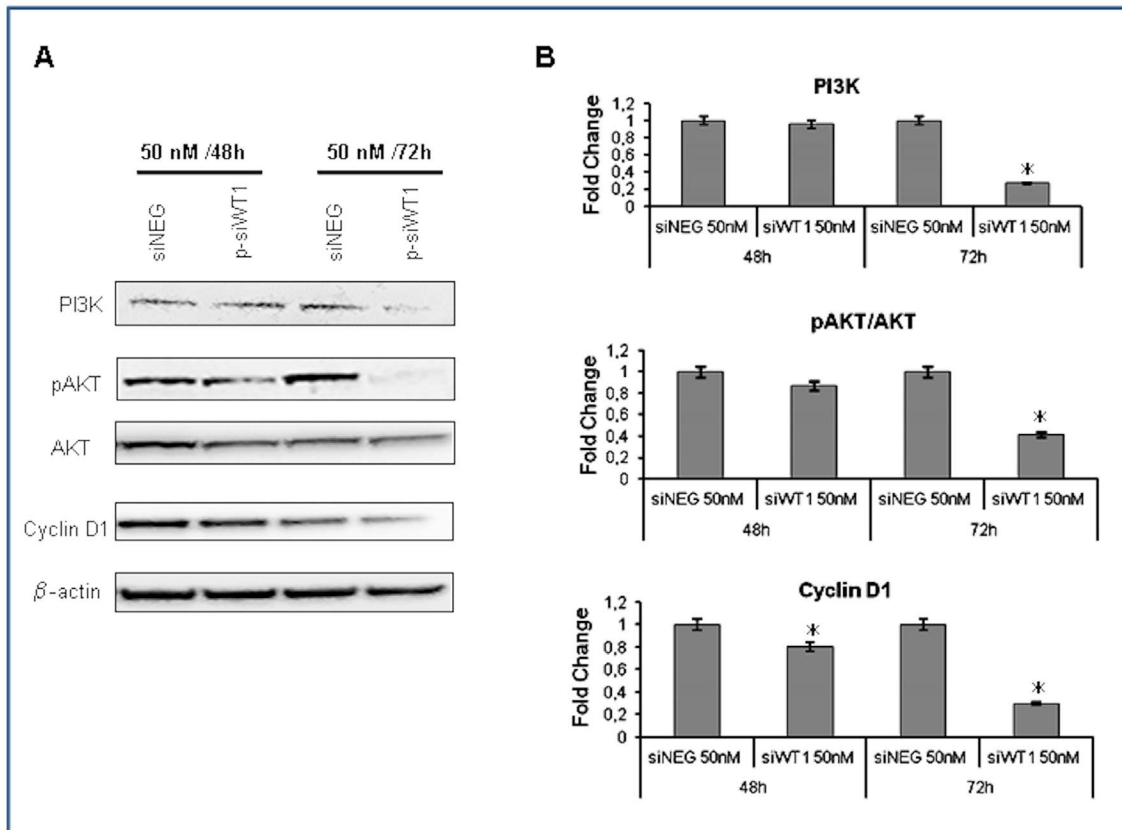 A
50 nM /48h
50 nM /72h
siNEG
p-siWT1
siNEG
p-siWT1
PI3K
pAKT
AKT
Cyclin D1
β-actin
B
PI3K
Fold Change
1,2
1
0,8
0,6
0,4
0,2
0
*
siNEG 50nM
siWT1 50nM
siNEG 50nM
siWT1 50nM
48h
72h
pAKT/AKT
Fold Change
1,2
1
0,8
0,6
0,4
0,2
0
*
siNEG 50nM
siWT1 50nM
siNEG 50nM
siWT1 50nM
48h
72h
Cyclin D1
Fold Change
1,2
1
0,8
0,6
0,4
0,2
0
*
*
siNEG 50nM
siWT1 50nM
siNEG 50nM
siWT1 50nM
48h
72h